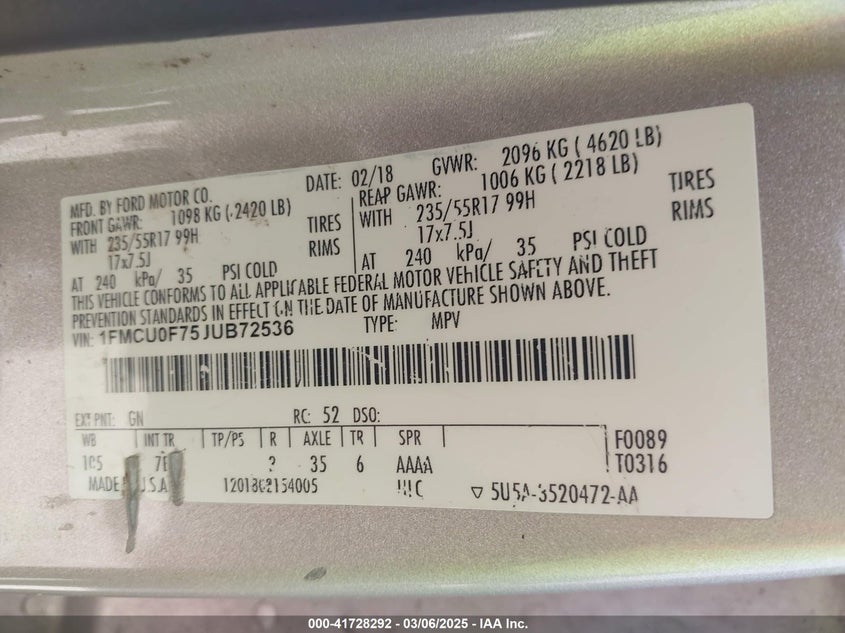 MFD. BY FORD MOTOR CO. DATE: 02/18 GVWR: 2096 KG ( 4620 LB)
FRONT GAWR: 1098 KG ( 2420 LB) REAP GAWR: 1006 KG ( 2218 LB)
WITH 235/55R17 99H TIRES WITH 235/55R17 99H TIRES
17x7.5J RIMS 17x7.5J RIMS
AT 240 kPa/ 35 PSI COLD AT 240 kPa/ 35 PSI COLD
THIS VEHICLE CONFORMS TO ALL APPLICABLE FEDERAL MOTOR VEHICLE SAFETY AND THEFT
PREVENTION STANDARDS IN EFFECT ON THE DATE OF MANUFACTURE SHOWN ABOVE.
VIN: 1FMCU0F75JUB72536 TYPE: MPV
EXT PNT: GN RC: 52 DSO:
WB INT TR TP/PS R AXLE TR SPR F0089
105 35 6 AAAA T0316
MADE U.S.A 5U5A-3520472-AA
000-41728292 - 03/06/2025 - IAA Inc.